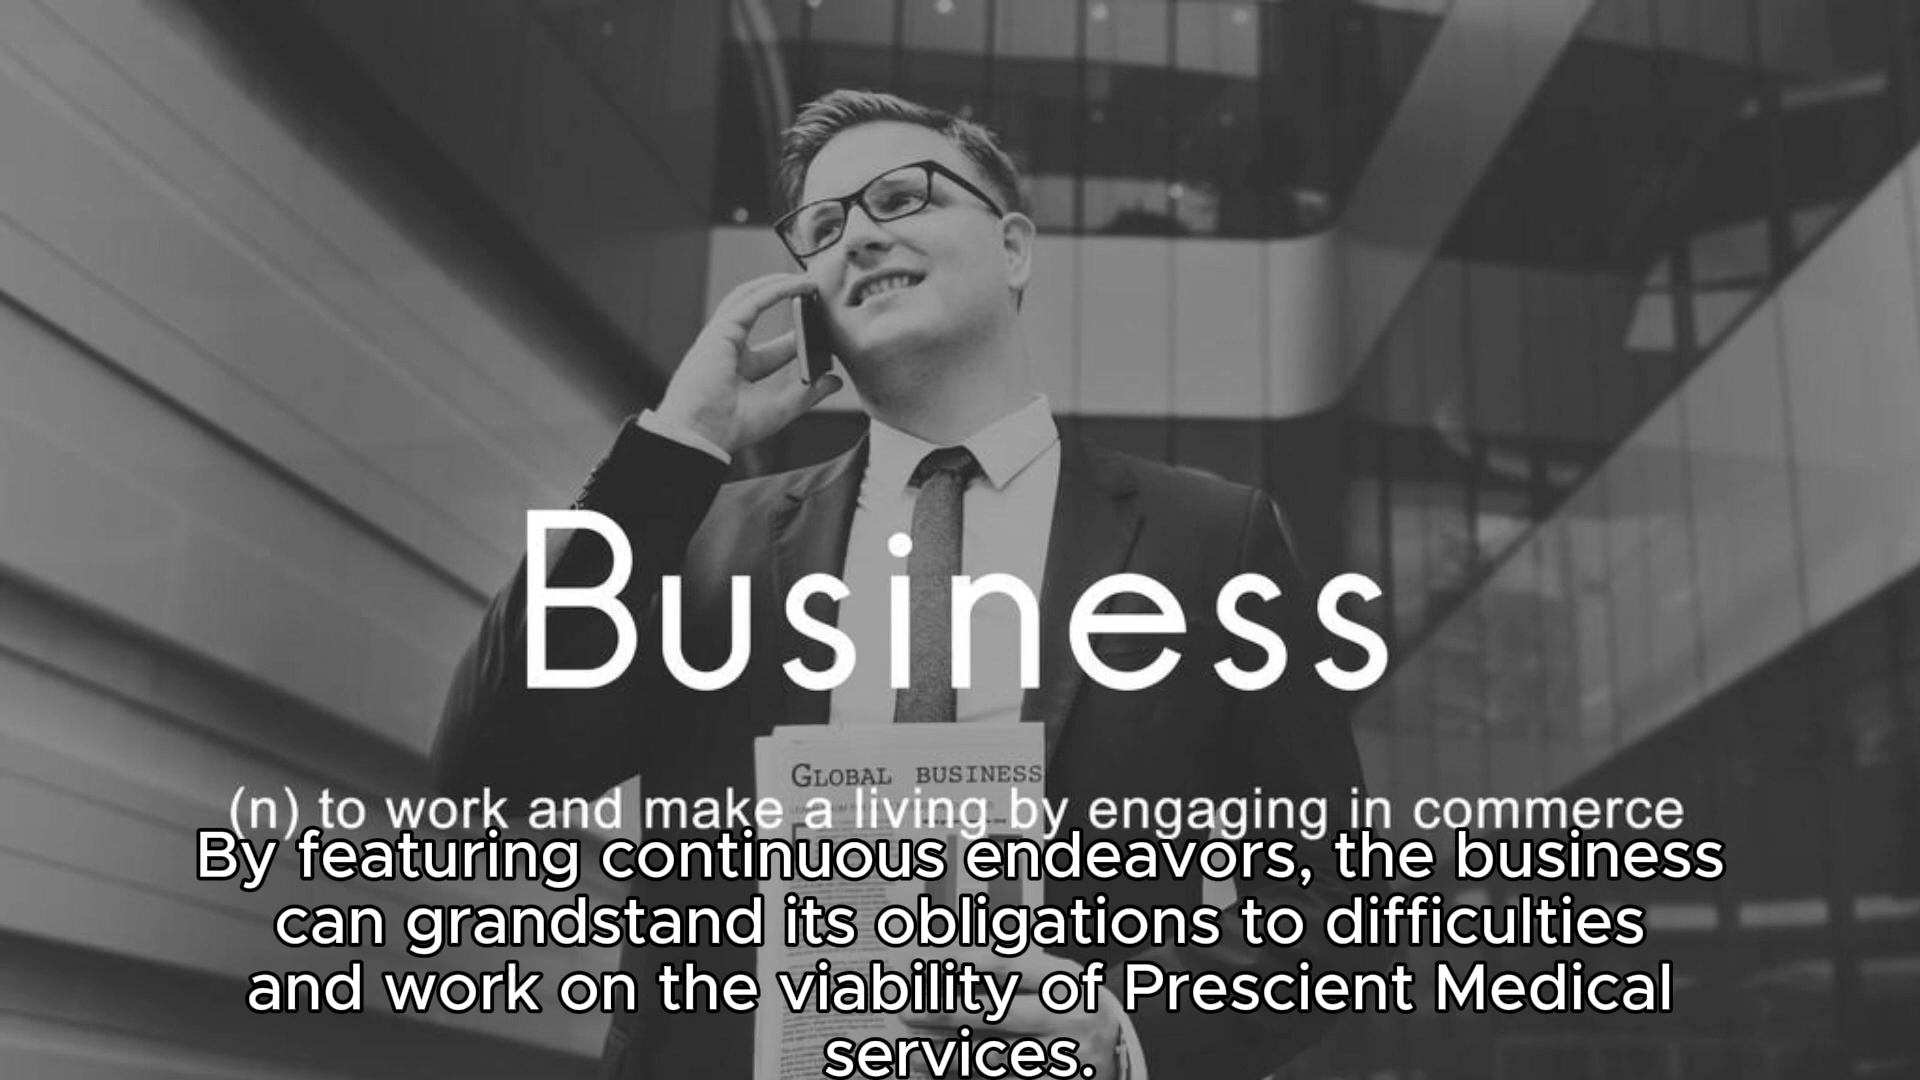 Business
GLOBAL BUSINESS
(n) to work and make a living by engaging in commerce
By featuring continuous endeavors, the business
can grandstand its obligations to difficulties
and work on the viability of Prescient Medical
services.